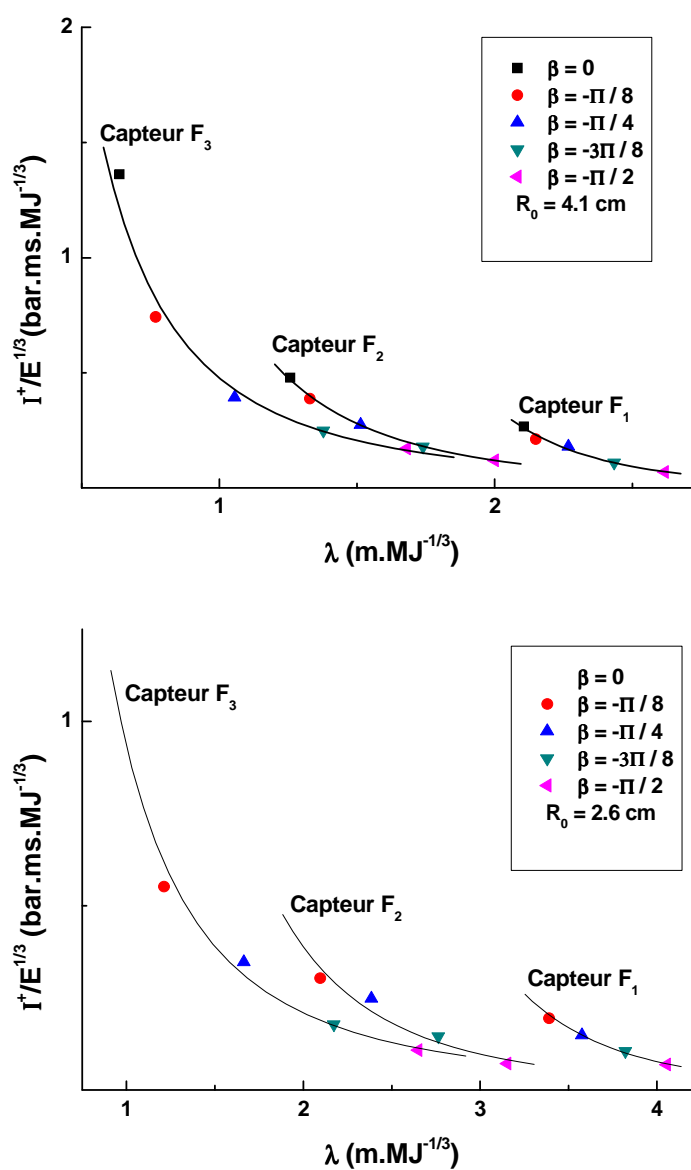 2
1
I⁺/E^{1/3} (bar.ms.MJ^{-1/3})
Capteur F₃
Capteur F₂
Capteur F₁
β = 0
β = -Π / 8
β = -Π / 4
β = -3Π / 8
β = -Π / 2
R₀ = 4.1 cm
1 2
λ (m.MJ^{-1/3})
1
I⁺/E^{1/3} (bar.ms.MJ^{-1/3})
Capteur F₃
Capteur F₂
Capteur F₁
β = 0
β = -Π / 8
β = -Π / 4
β = -3Π / 8
β = -Π / 2
R₀ = 2.6 cm
1 2 3 4
λ (m.MJ^{-1/3})